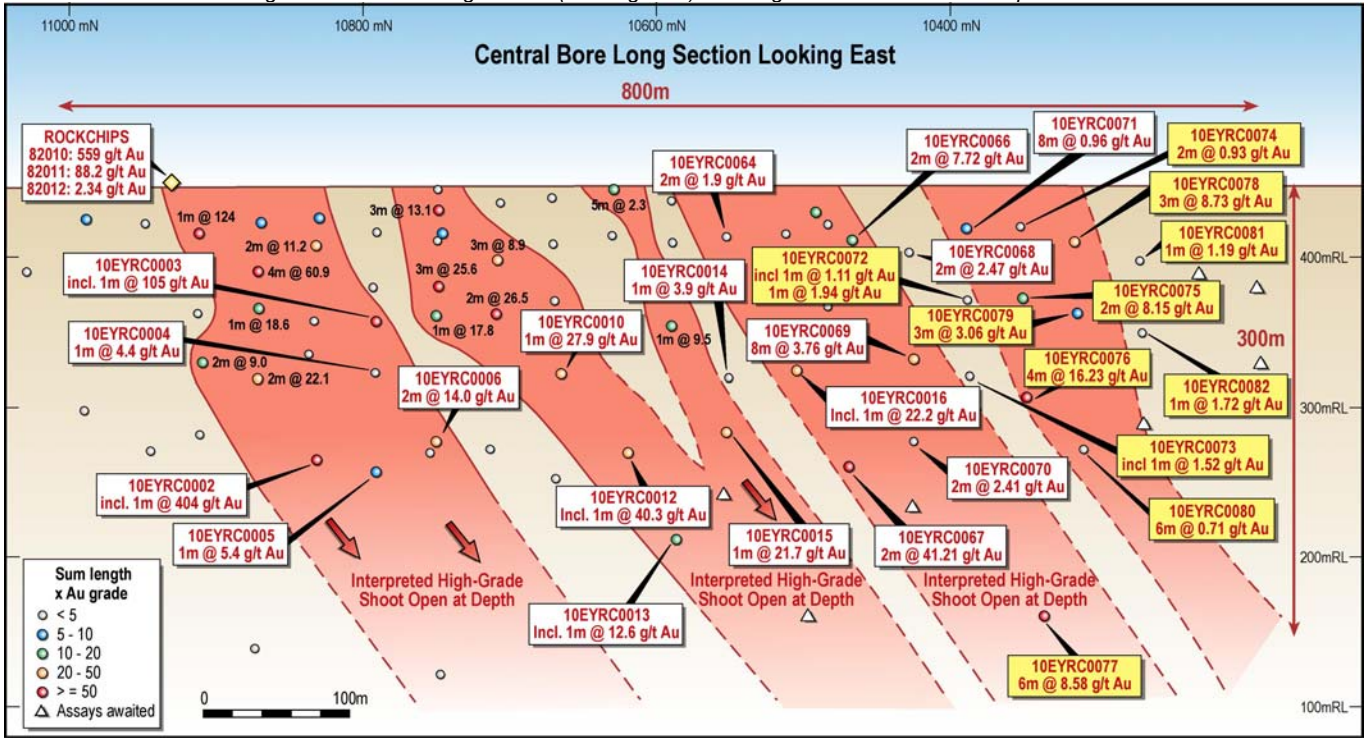 11000 mN
10800 mN
10600 mN
10400 mN
Central Bore Long Section Looking East
800m
ROCKCHIPS
82010: 559 g/t Au
82011: 88.2 g/t Au
82012: 2.34 g/t Au
10EYRC0064
2m @ 1.9 g/t Au
10EYRC0066
2m @ 7.72 g/t Au
10EYRC0071
8m @ 0.96 g/t Au
10EYRC0074
2m @ 0.93 g/t Au
10EYRC0078
3m @ 8.73 g/t Au
10EYRC0081
1m @ 1.19 g/t Au
1m @ 124
2m @ 11.2
4m @ 60.9
1m @ 18.6
2m @ 9.0
2m @ 22.1
3m @ 13.1
3m @ 8.9
3m @ 25.6
2m @ 26.5
1m @ 17.8
5m @ 2.3
1m @ 9.5
10EYRC0003
incl. 1m @ 105 g/t Au
10EYRC0004
1m @ 4.4 g/t Au
10EYRC0006
2m @ 14.0 g/t Au
10EYRC0010
1m @ 27.9 g/t Au
10EYRC0014
1m @ 3.9 g/t Au
10EYRC0072
incl 1m @ 1.11 g/t Au
1m @ 1.94 g/t Au
10EYRC0068
2m @ 2.47 g/t Au
10EYRC0079
3m @ 3.06 g/t Au
10EYRC0075
2m @ 8.15 g/t Au
10EYRC0069
8m @ 3.76 g/t Au
10EYRC0076
4m @ 16.23 g/t Au
10EYRC0082
1m @ 1.72 g/t Au
10EYRC0016
Incl. 1m @ 22.2 g/t Au
10EYRC0073
incl 1m @ 1.52 g/t Au
10EYRC0070
2m @ 2.41 g/t Au
10EYRC0080
6m @ 0.71 g/t Au
10EYRC0002
incl. 1m @ 404 g/t Au
10EYRC0005
1m @ 5.4 g/t Au
10EYRC0012
Incl. 1m @ 40.3 g/t Au
10EYRC0015
1m @ 21.7 g/t Au
10EYRC0067
2m @ 41.21 g/t Au
10EYRC0013
Incl. 1m @ 12.6 g/t Au
10EYRC0077
6m @ 8.58 g/t Au
Interpreted High-Grade
Shoot Open at Depth
Interpreted High-Grade
Shoot Open at Depth
Interpreted High-Grade
Shoot Open at Depth
400mRL
300m
300mRL
200mRL
100mRL
Sum length
x Au grade
< 5
5 - 10
10 - 20
20 - 50
> = 50
Assays awaited
0
100m